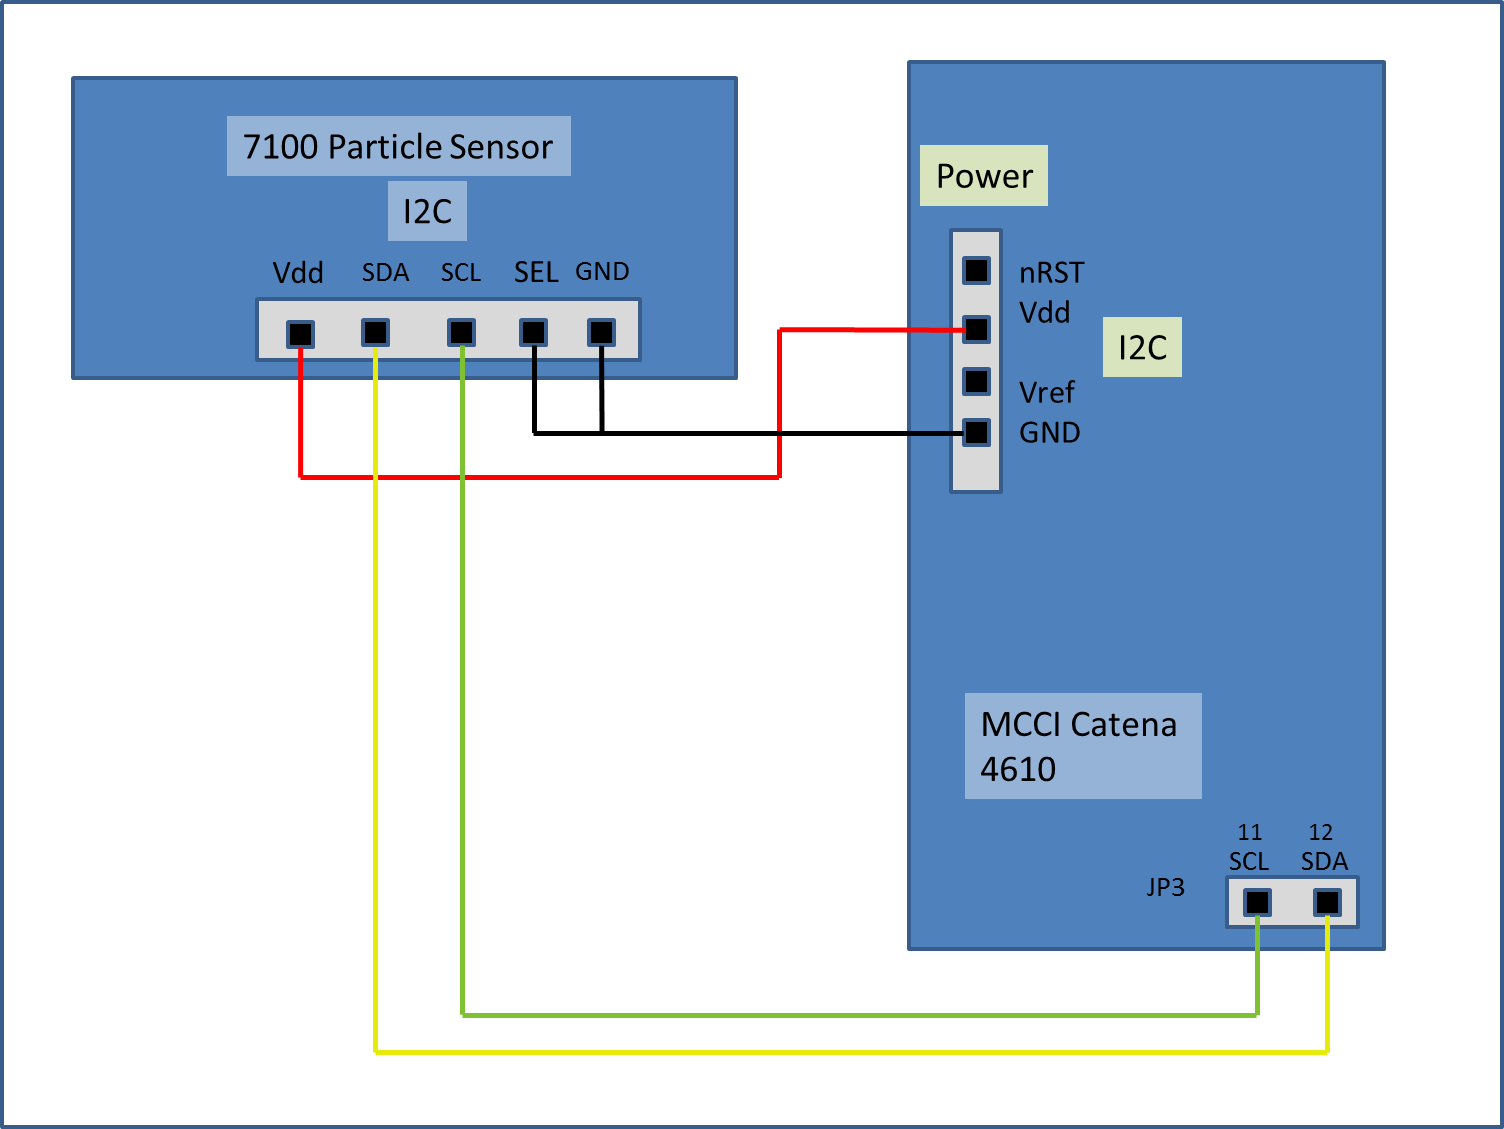 7100 Particle Sensor
I2C
Vdd SDA SCL SEL GND
Power
nRST
Vdd
I2C
Vref
GND
MCCI Catena
4610
11 12
SCL SDA
JP3